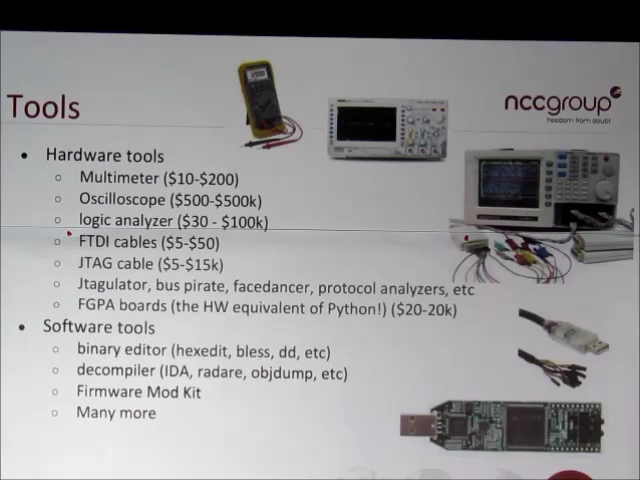 Tools
nccgroup
freedom from doubt
• Hardware tools
○ Multimeter ($10-$200)
○ Oscilloscope ($500-$500k)
○ logic analyzer ($30 - $100k)
○ FTDI cables ($5-$50)
○ JTAG cable ($5-$15k)
○ Jtagulator, bus pirate, facedancer, protocol analyzers, etc
○ FGPA boards (the HW equivalent of Python!) ($20-20k)
• Software tools
○ binary editor (hexedit, bless, dd, etc)
○ decompiler (IDA, radare, objdump, etc)
○ Firmware Mod Kit
○ Many more